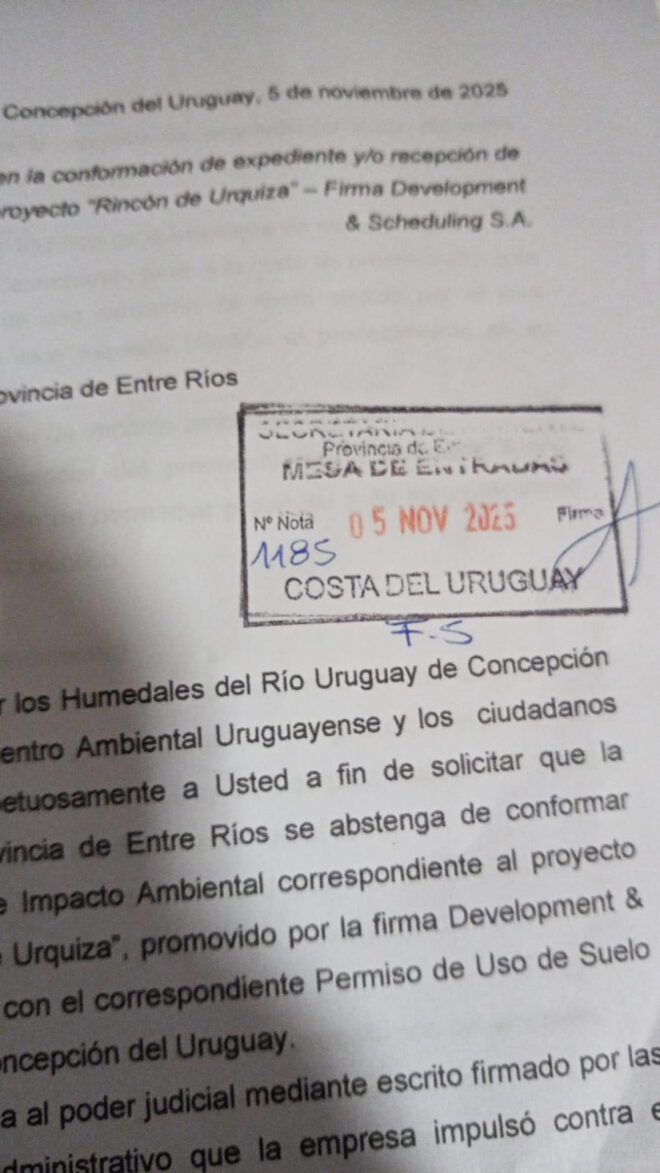 Concepción del Uruguay, 5 de noviembre de 2025
en la conformación de expediente y/o recepción de
royecto "Rincón de Urquiza" – Firma Development
& Scheduling S.A.
ovincia de Entre Ríos
Provincia de
MESA DE ENTRADAS
Nº Nota 05 NOV 2025 Firma
1185
COSTA DEL URUGUAY
F-S
r los Humedales del Río Uruguay de Concepción
entro Ambiental Uruguayense y los ciudadanos
petuosamente a Usted a fin de solicitar que la
vincia de Entre Ríos se abstenga de conformar
e Impacto Ambiental correspondiente al proyecto
Urquiza", promovido por la firma Development &
con el correspondiente Permiso de Uso de Suelo
oncepción del Uruguay.
a al poder judicial mediante escrito firmado por las
dministrativo que la empresa impulsó contra e